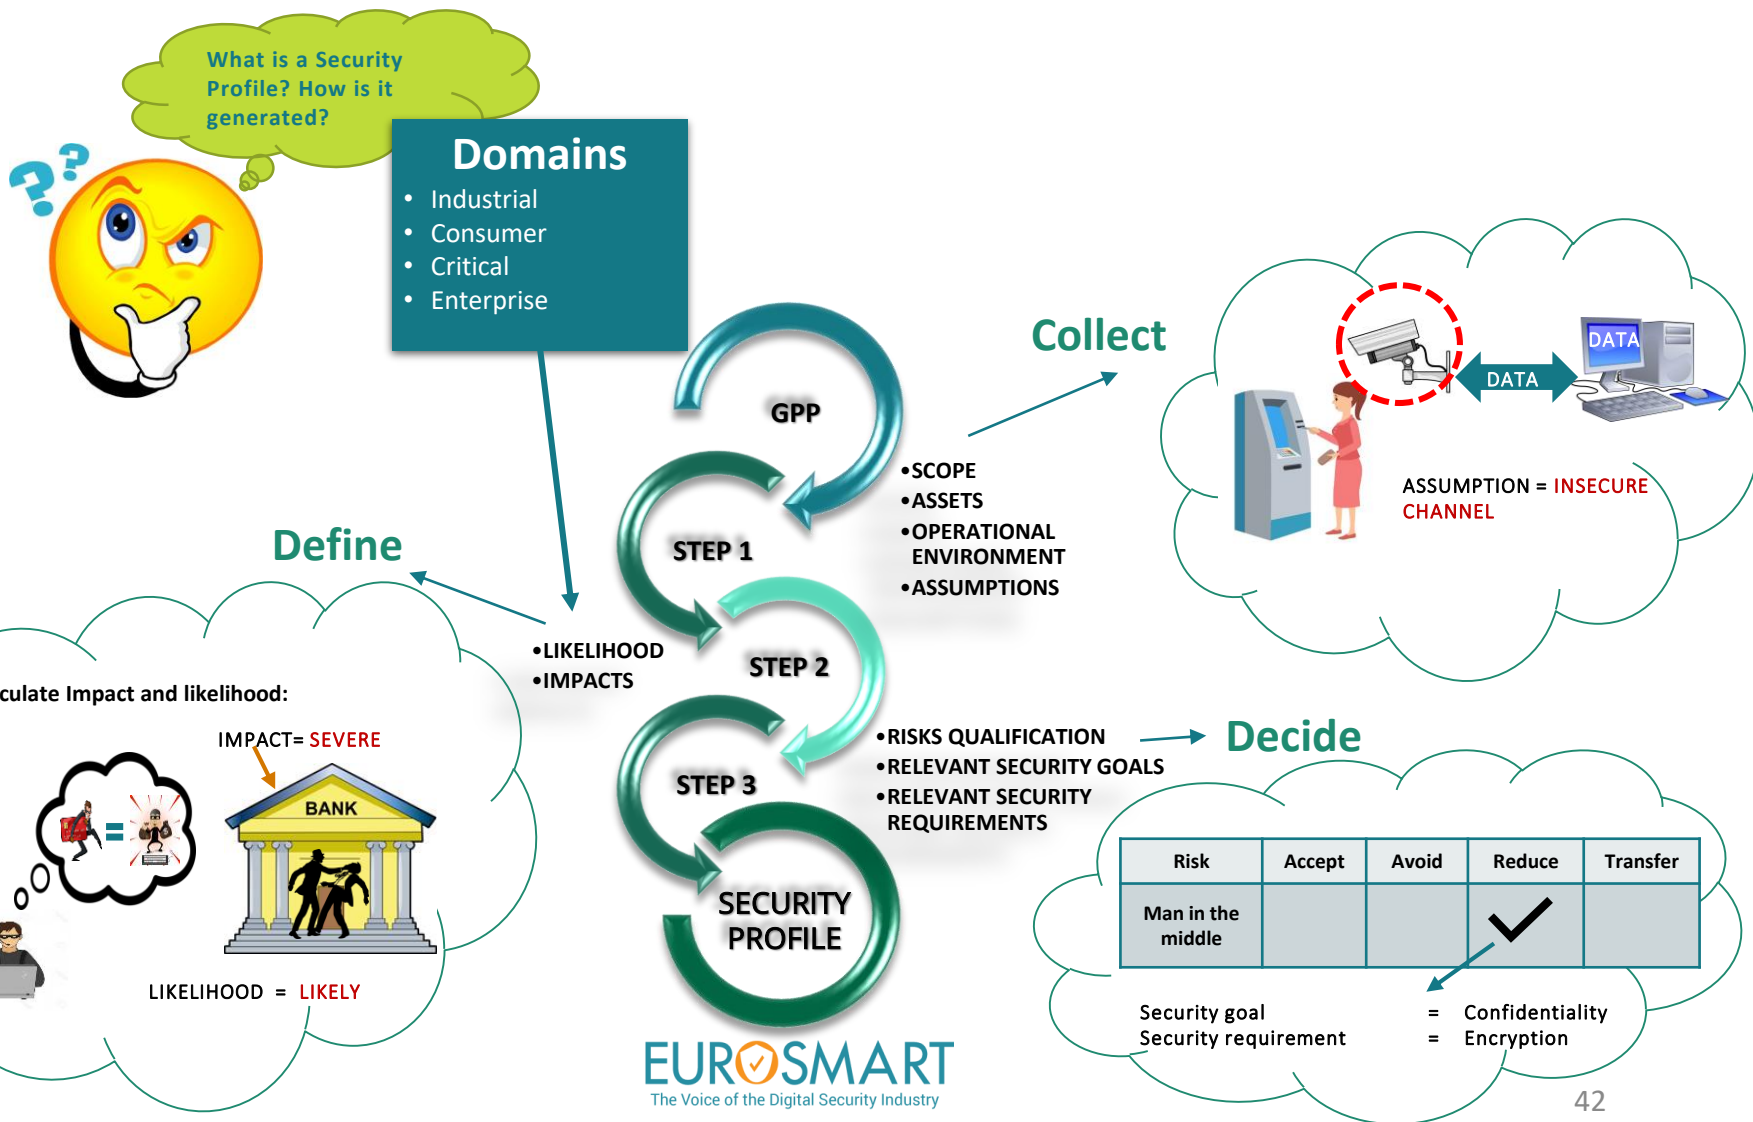 What is a Security
Profile? How is it
generated?
? ?
Domains
• Industrial
• Consumer
• Critical
• Enterprise
GPP
Collect
DATA
DATA
ASSUMPTION = INSECURE
CHANNEL
•SCOPE
•ASSETS
•OPERATIONAL
ENVIRONMENT
•ASSUMPTIONS
STEP 1
Define
•LIKELIHOOD
•IMPACTS
STEP 2
culate Impact and likelihood:
IMPACT= SEVERE
BANK
=
LIKELIHOOD = LIKELY
•RISKS QUALIFICATION
•RELEVANT SECURITY GOALS
•RELEVANT SECURITY
REQUIREMENTS
STEP 3
Decide
Risk Accept Avoid Reduce Transfer
Man in the
middle
Security goal = Confidentiality
Security requirement = Encryption
SECURITY
PROFILE
EUROSMART
The Voice of the Digital Security Industry
42